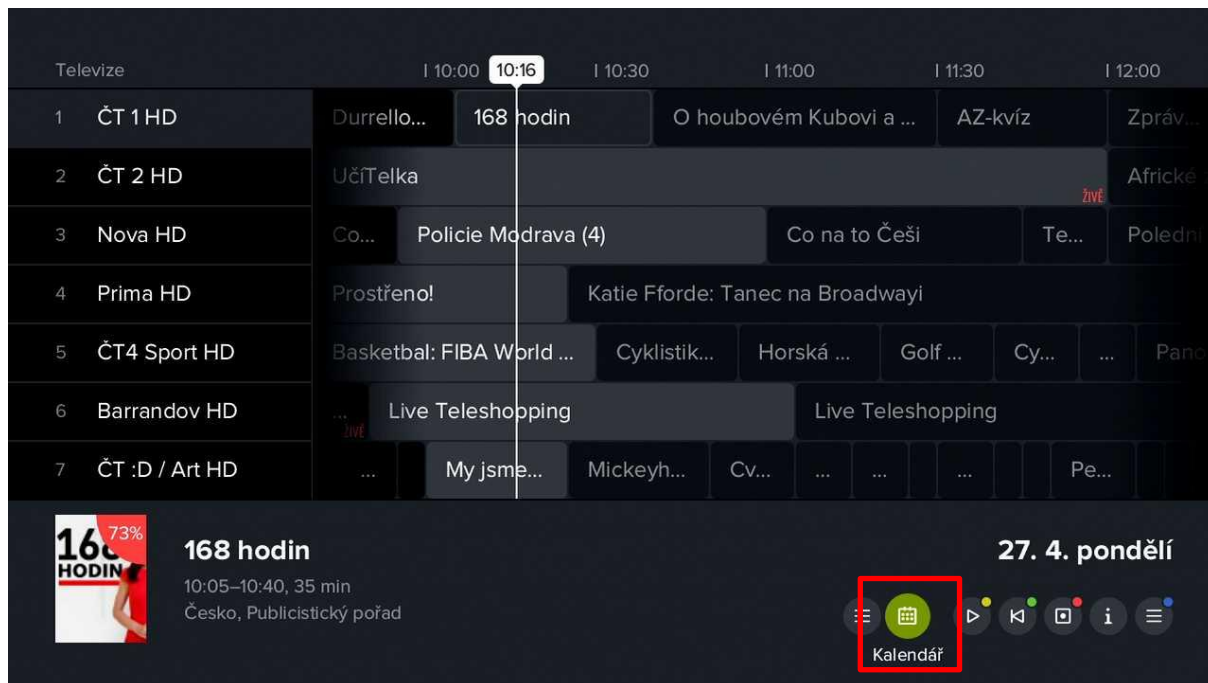 Televize 10:00 10:16 10:30 11:00 11:30 12:00
1 ČT 1 HD Durrello... 168 hodin O houbovém Kubovi a ... AZ-kvíz Zpráv...
2 ČT 2 HD UčíTelka ŽIVĚ Africké
3 Nova HD Co... Policie Modrava (4) Co na to Češi Te... Polední
4 Prima HD Prostřeno! Katie Fforde: Tanec na Broadwayi
5 ČT4 Sport HD Basketbal: FIBA World ... Cyklistik... Horská ... Golf ... Cy... ... Pano
6 Barrandov HD ... ŽIVĚ Live Teleshopping Live Teleshopping
7 ČT :D / Art HD ... My jsme... Mickeyh... Cv... ... ... ... Pe...
168 HODIN 73%
168 hodin
27. 4. pondělí
10:05–10:40, 35 min
Česko, Publicistický pořad
Kalendář